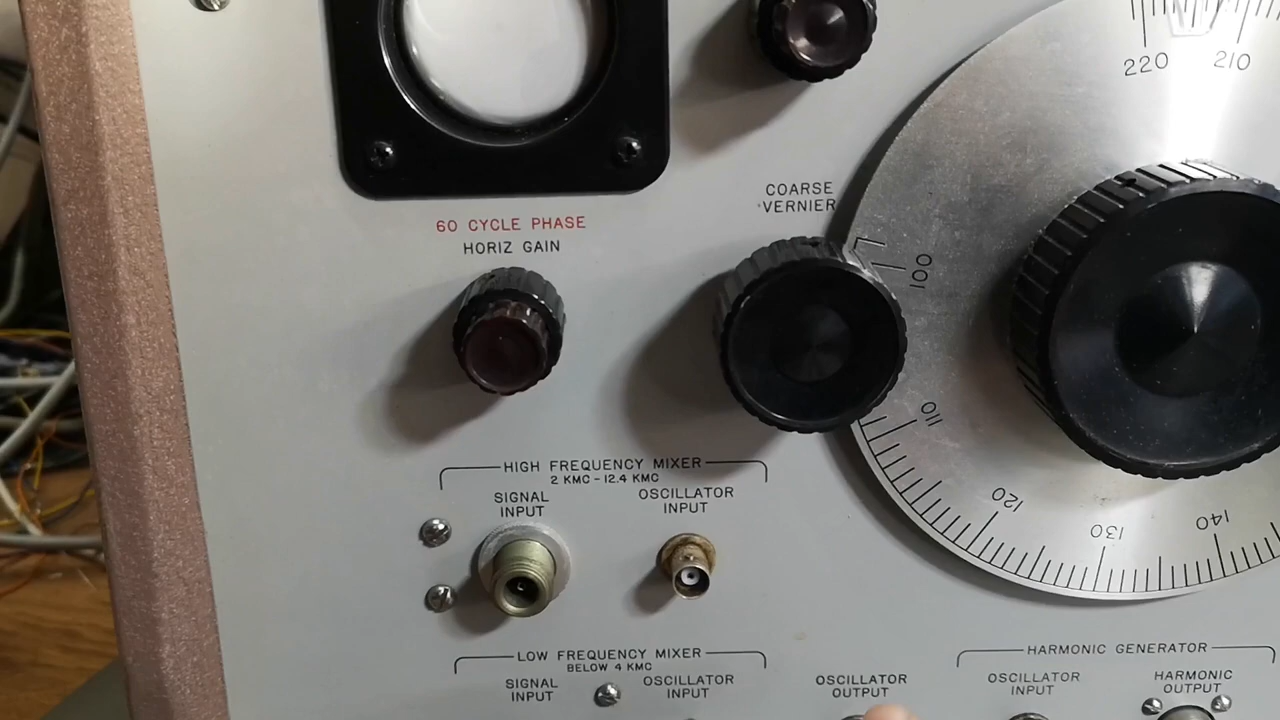 220 210
COARSE
VERNIER
60 CYCLE PHASE
HORIZ GAIN
100
110
120
130
140
HIGH FREQUENCY MIXER
2 KMC - 12.4 KMC
SIGNAL
INPUT
OSCILLATOR
INPUT
LOW FREQUENCY MIXER
BELOW 4 KMC
SIGNAL
INPUT
OSCILLATOR
INPUT
OSCILLATOR
OUTPUT
HARMONIC GENERATOR
OSCILLATOR
INPUT
HARMONIC
OUTPUT